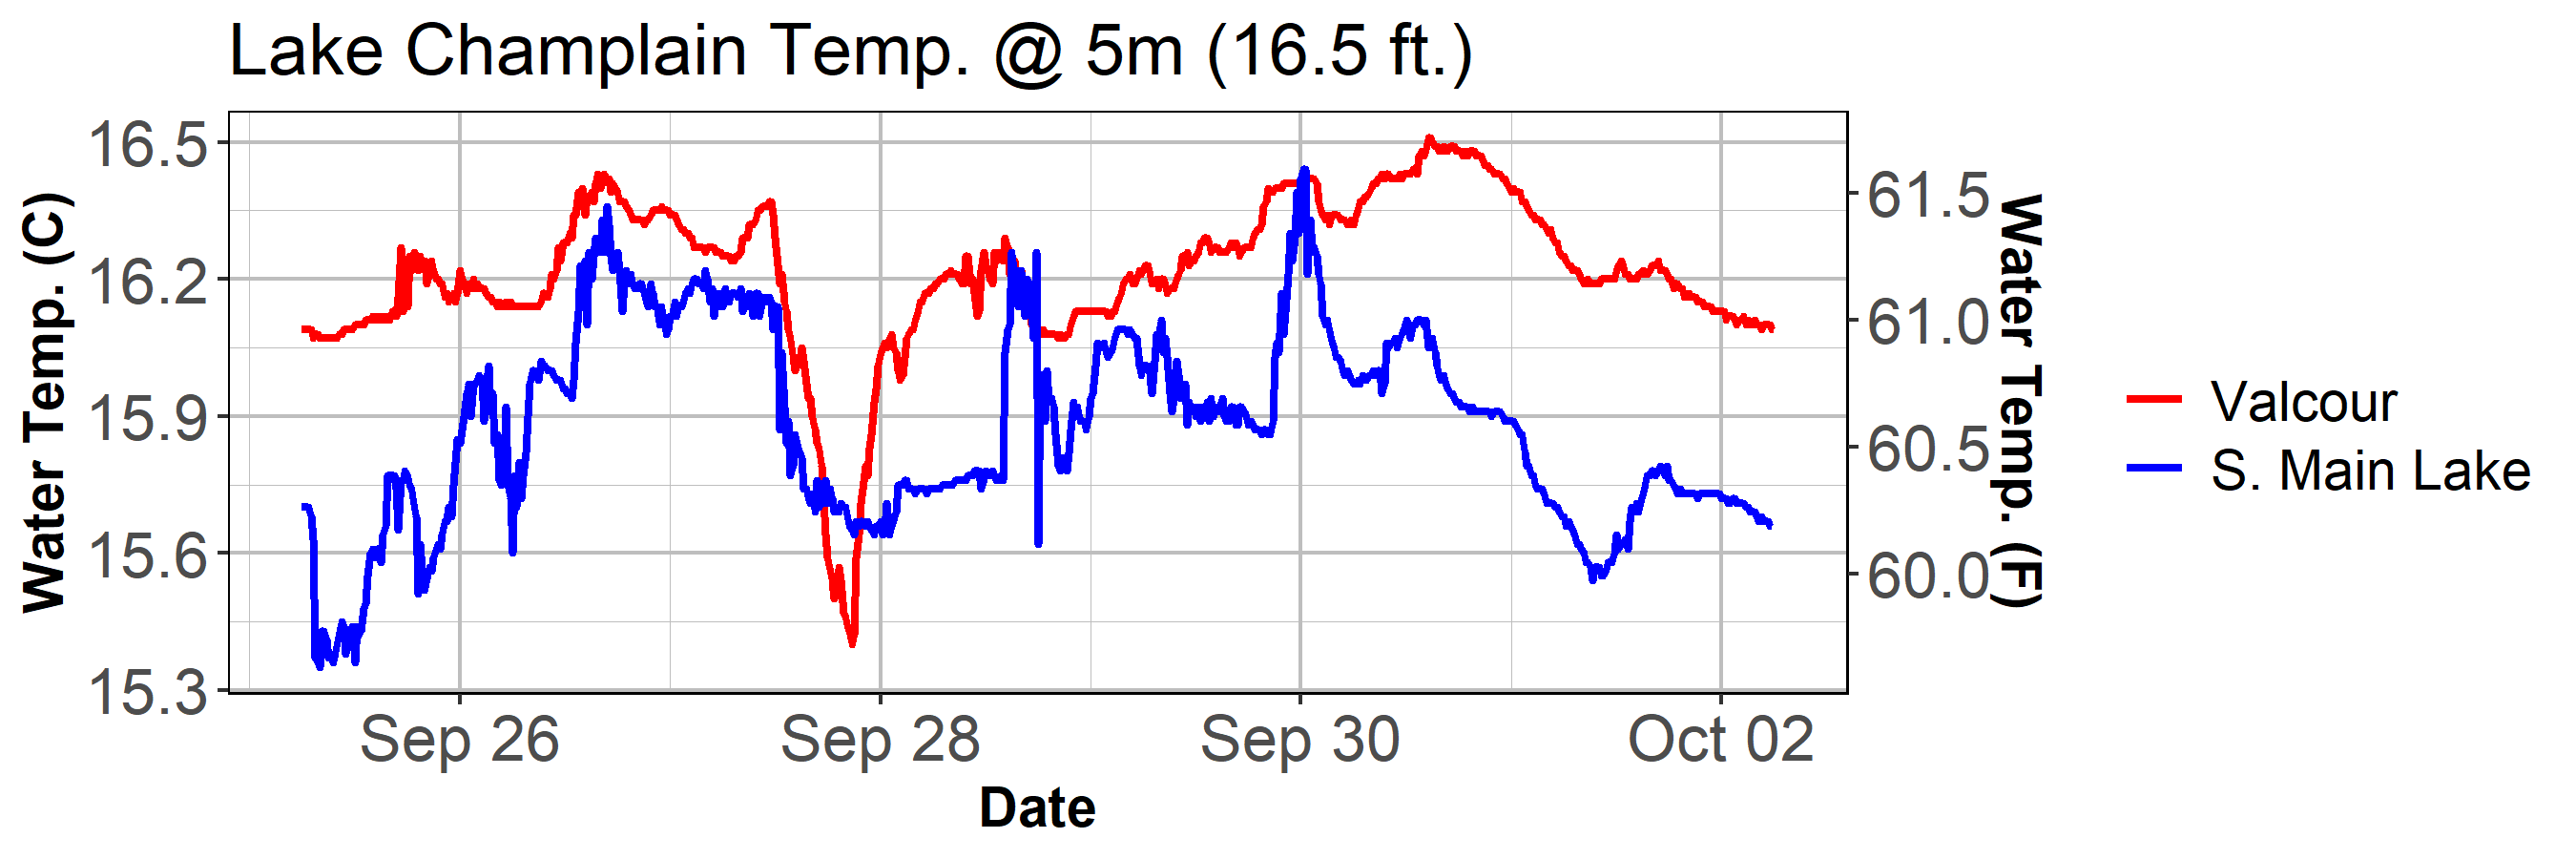 Lake Champlain Temp. @ 5m (16.5 ft.)
Water Temp. (C)
16.5
16.2
15.9
15.6
15.3
61.5
61.0
60.5
60.0
Water Temp. (F)
Sep 26
Sep 28
Sep 30
Oct 02
Date
Valcour
S. Main Lake